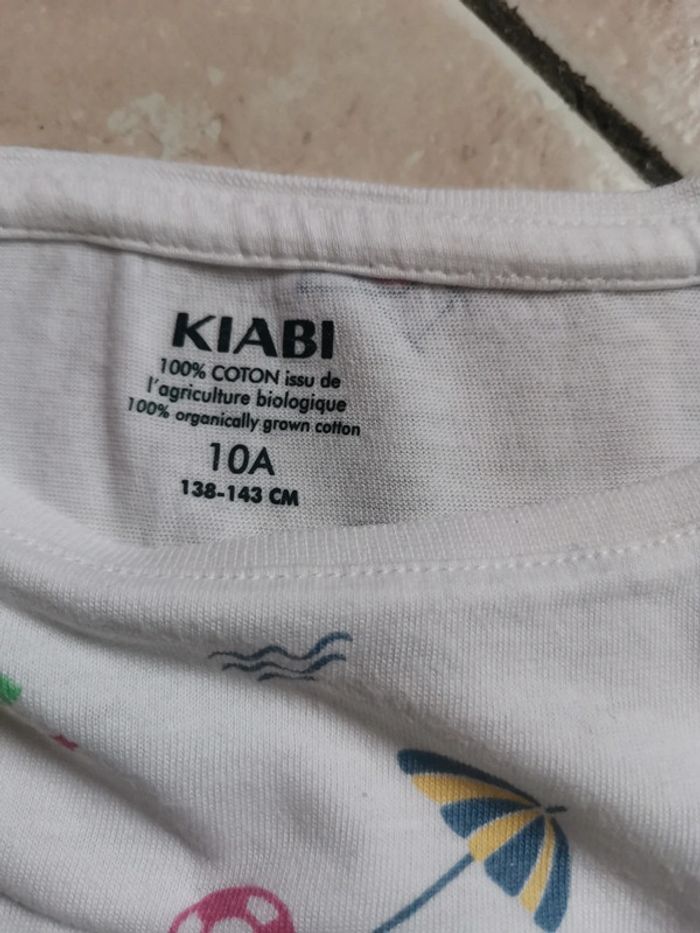 KIABI
100% COTON issu de
l'agriculture biologique
100% organically grown cotton
10A
138-143 CM